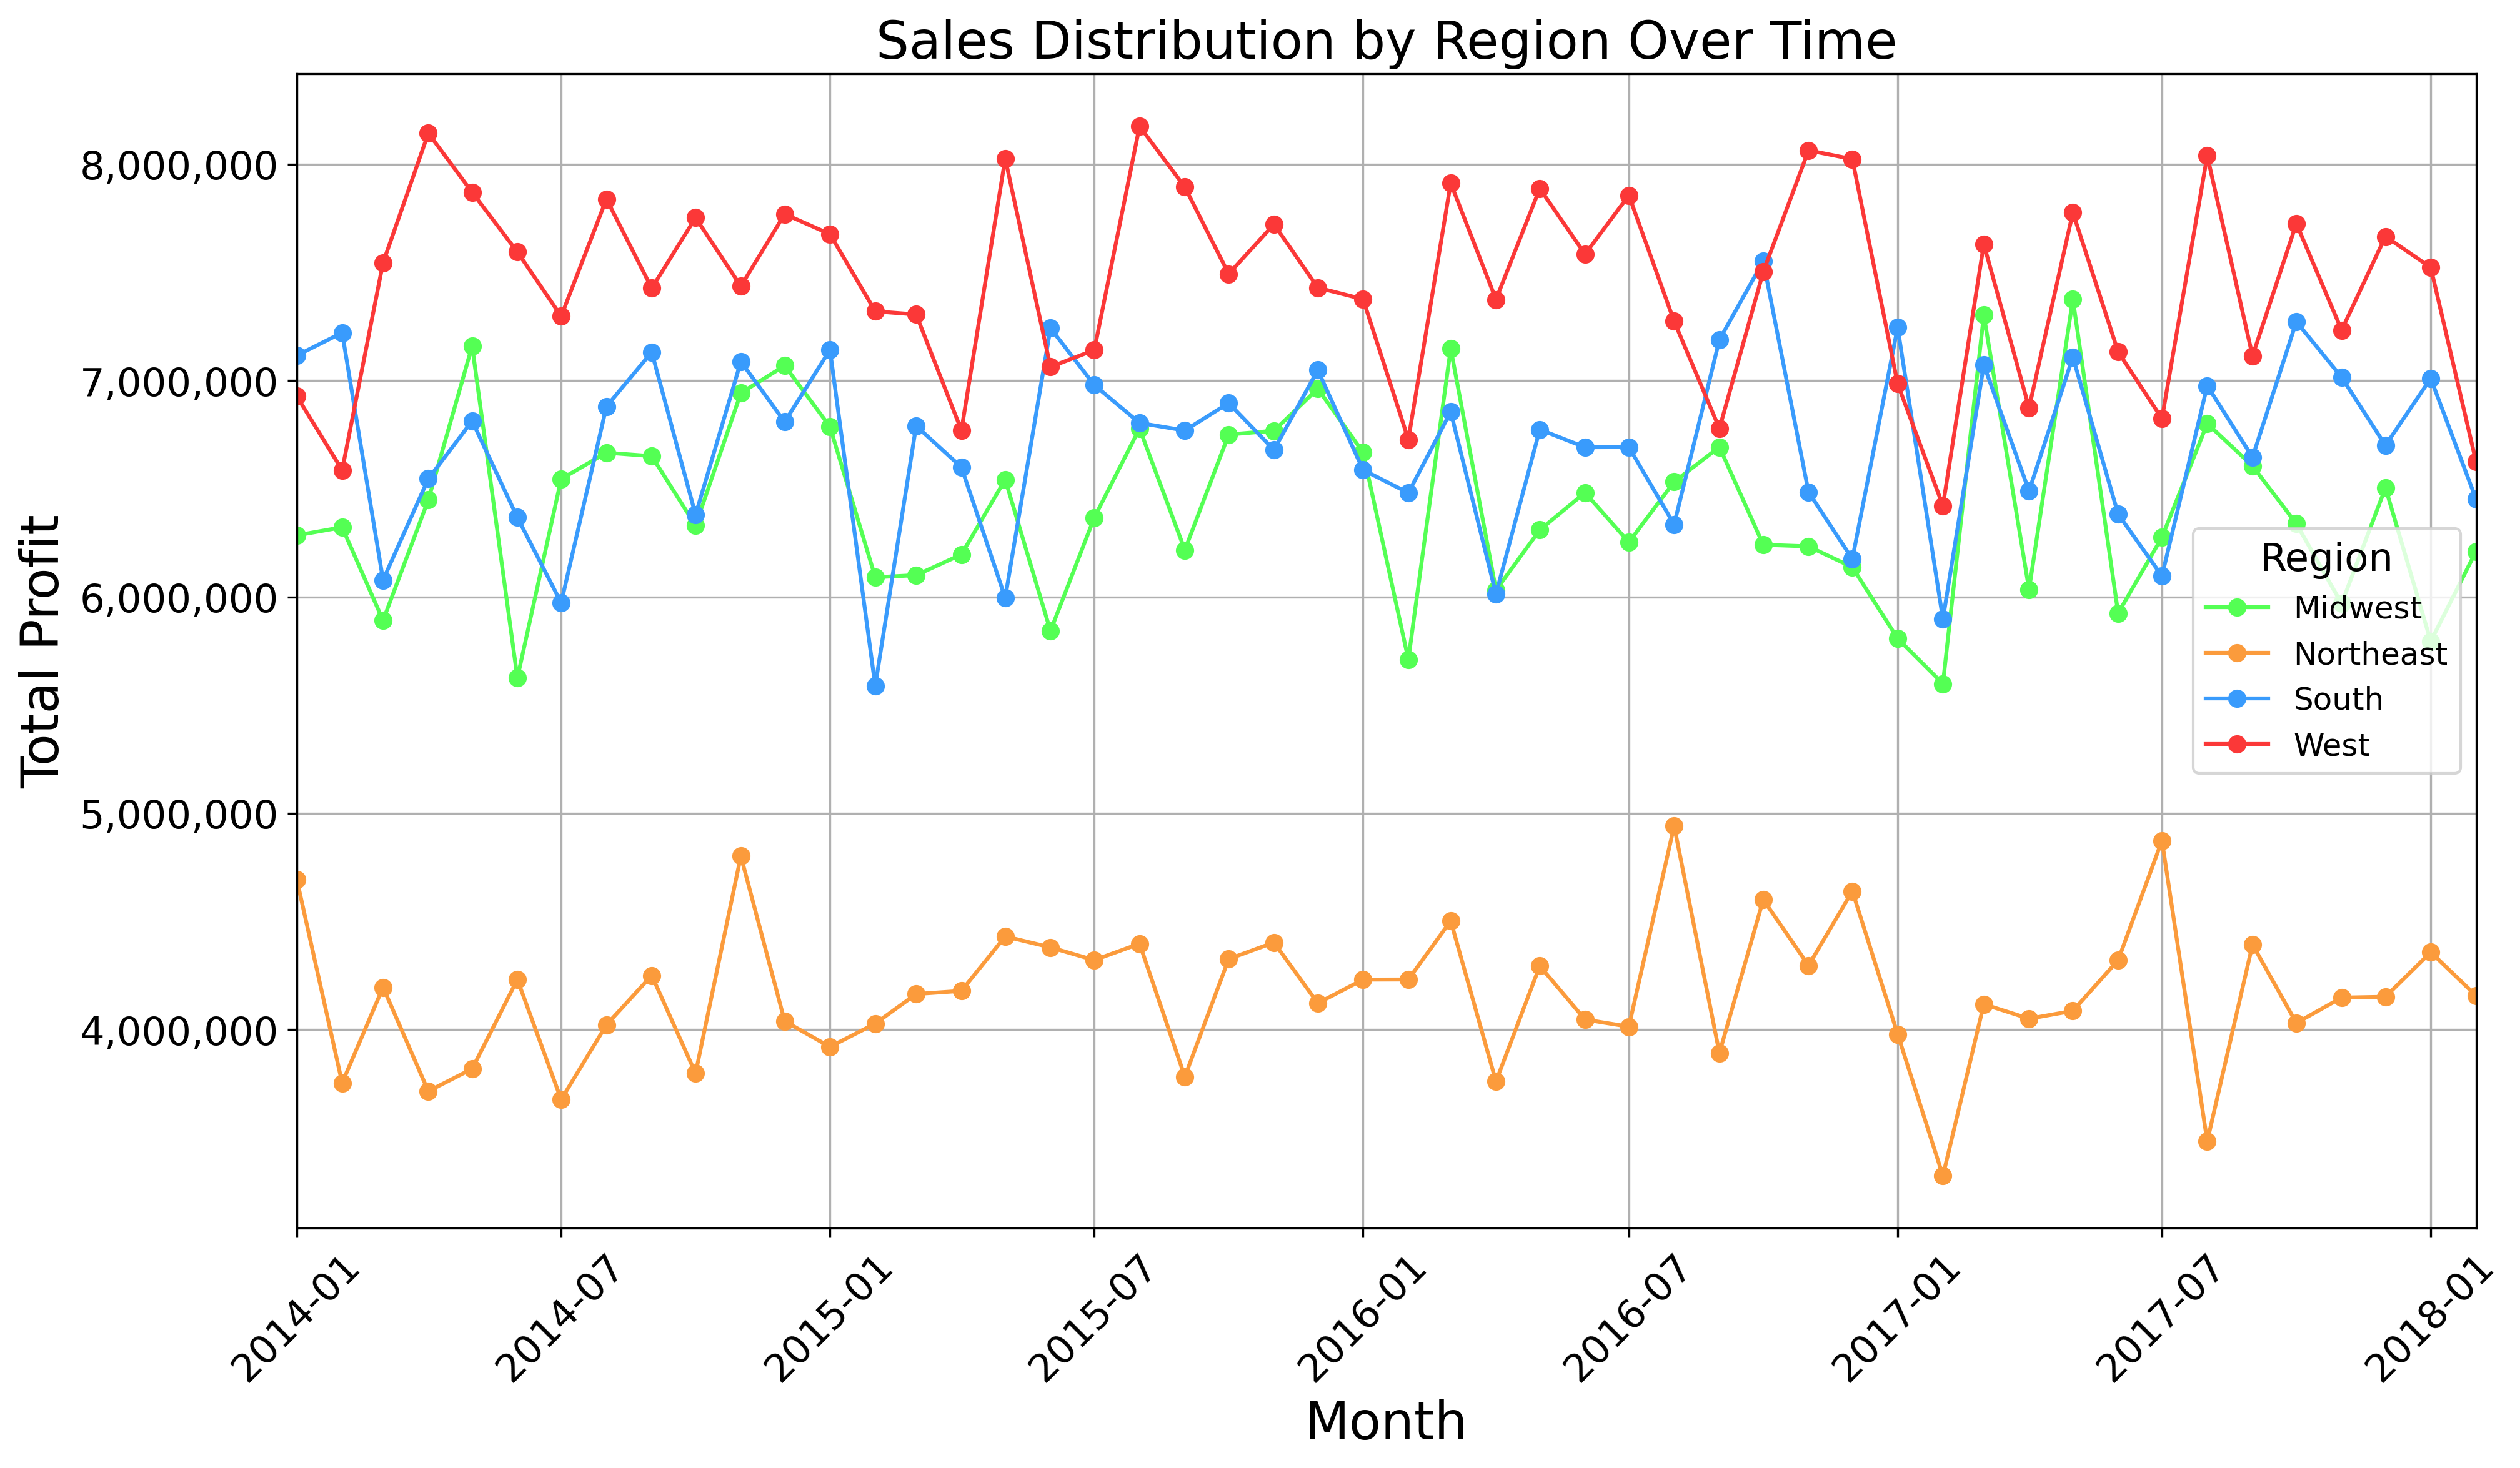 Sales Distribution by Region Over Time
Total Profit
8,000,000
7,000,000
6,000,000
5,000,000
4,000,000
Region
Midwest
Northeast
South
West
2014-01
2014-07
2015-01
2015-07
2016-01
2016-07
2017-01
2017-07
2018-01
Month